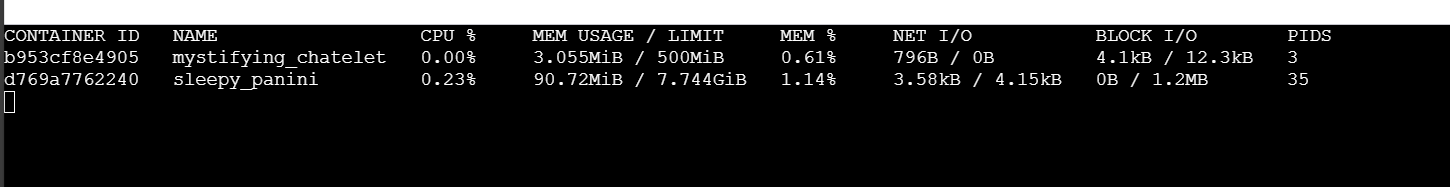 CONTAINER ID   NAME                  CPU %     MEM USAGE / LIMIT     MEM %     NET I/O           BLOCK I/O        PIDS
b953cf8e4905   mystifying_chatelet   0.00%     3.055MiB / 500MiB     0.61%     796B / 0B         4.1kB / 12.3kB   3
d769a7762240   sleepy_panini         0.23%     90.72MiB / 7.744GiB   1.14%     3.58kB / 4.15kB   0B / 1.2MB       35